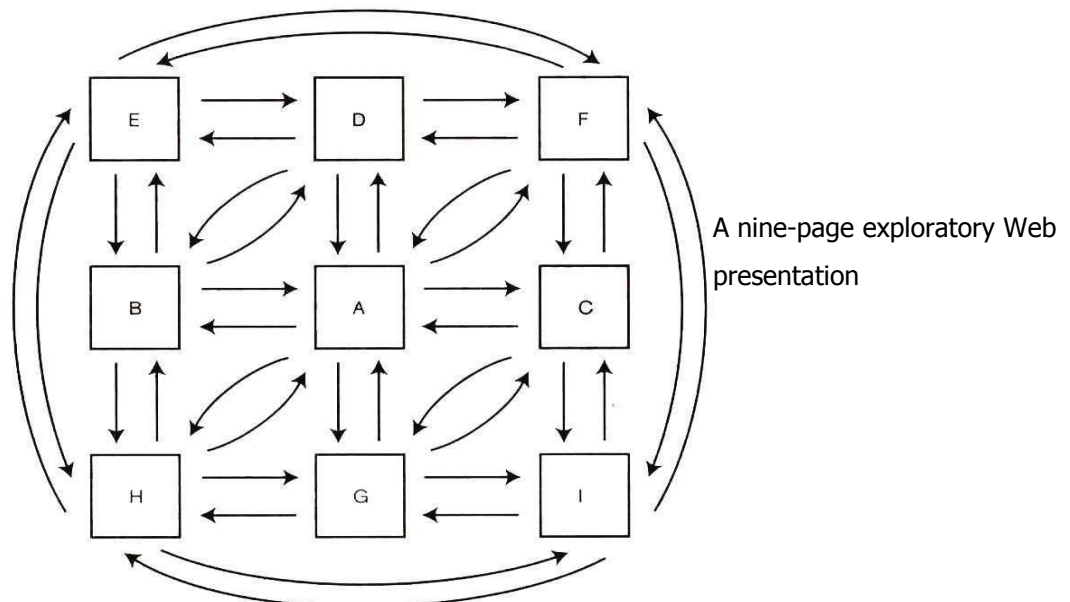 E D F
B A C
H G I
A nine-page exploratory Web
presentation